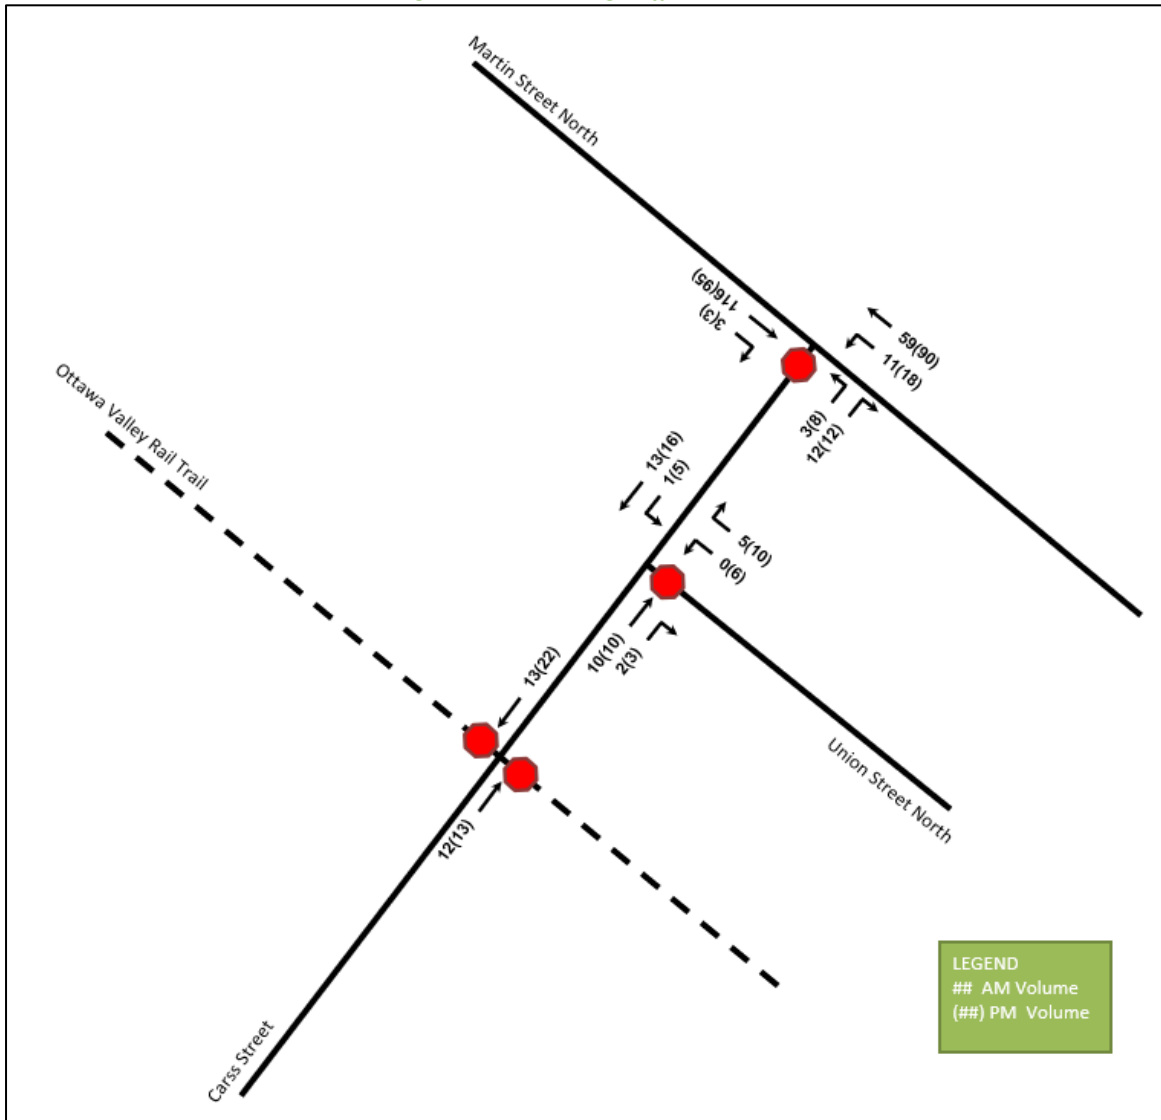 Martin Street North
116(95)
3(3)
59(90)
11(18)
3(8)
12(12)
Ottawa Valley Rail Trail
13(16)
1(5)
5(10)
0(6)
10(10)
2(3)
13(22)
12(13)
Union Street North
Carss Street
LEGEND
## AM Volume
(##) PM Volume